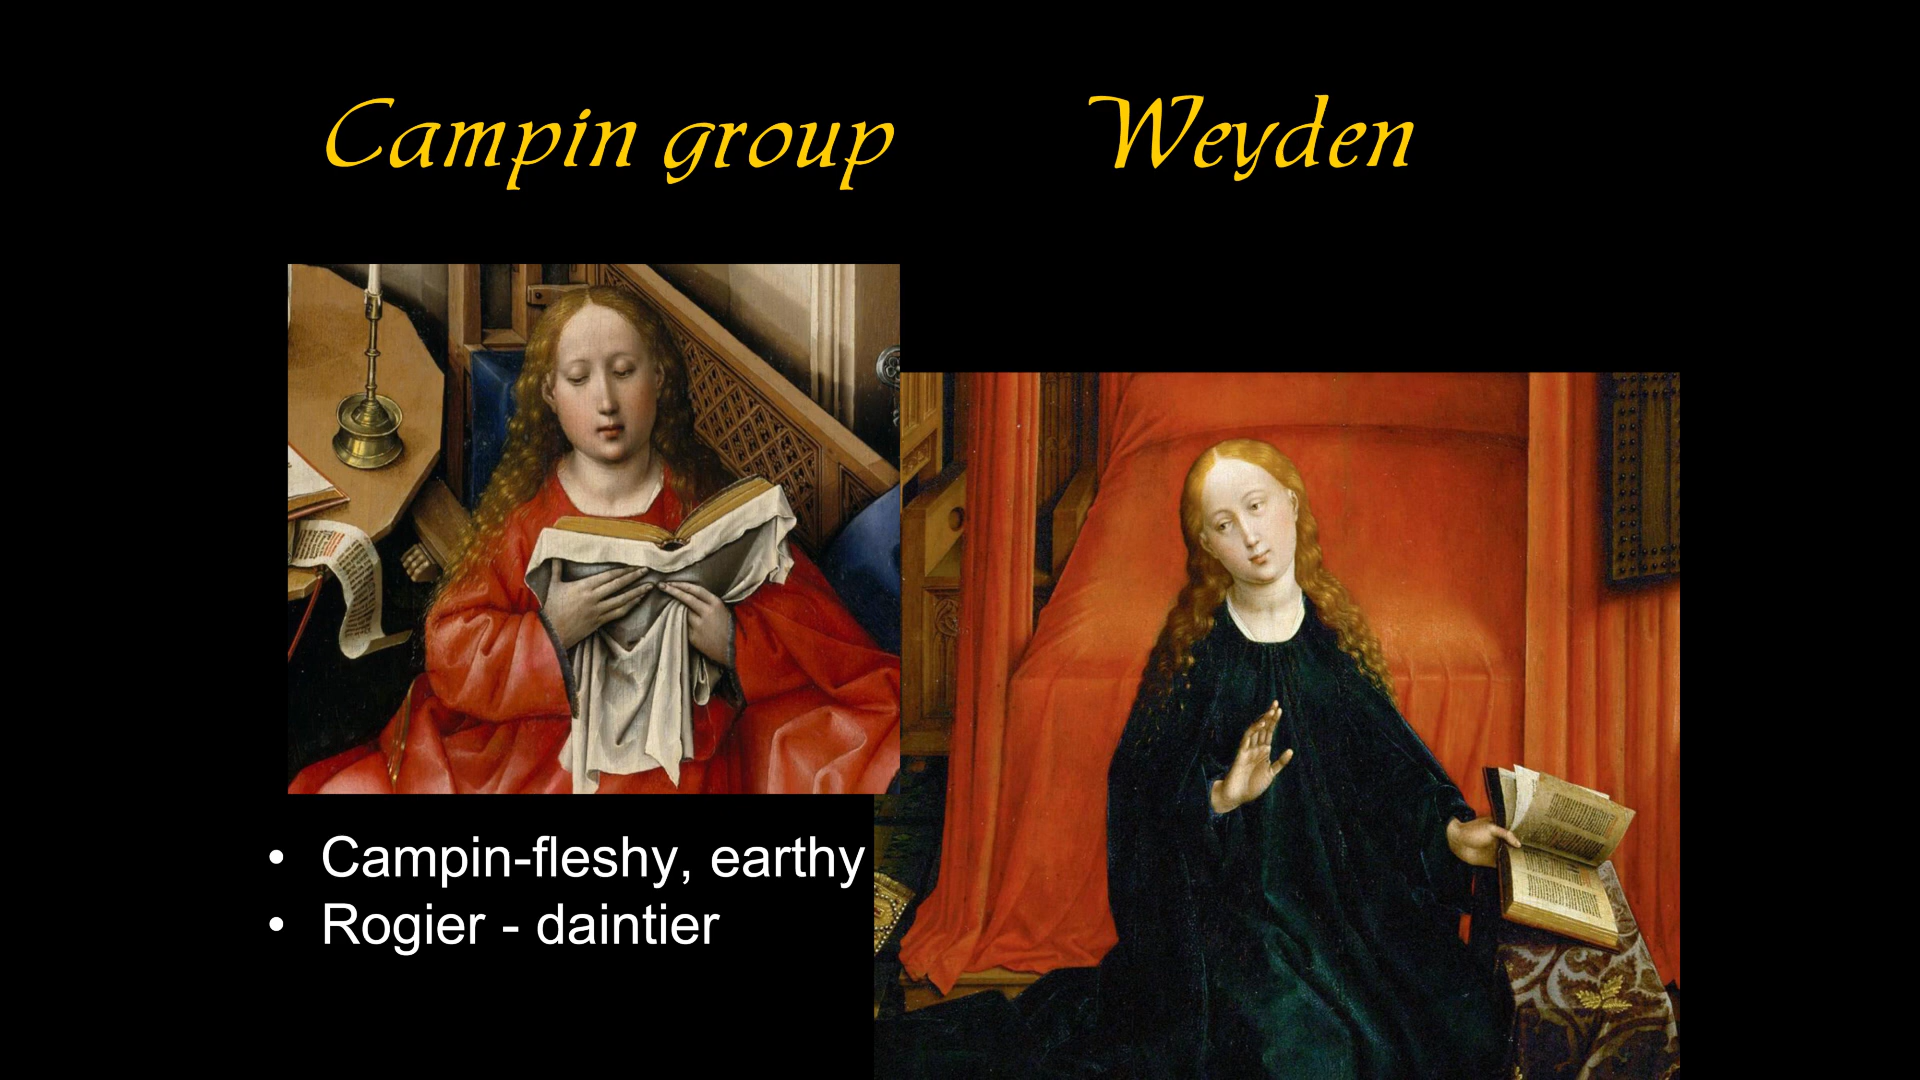 Campin group Weyden
• Campin-fleshy, earthy
• Rogier - daintier